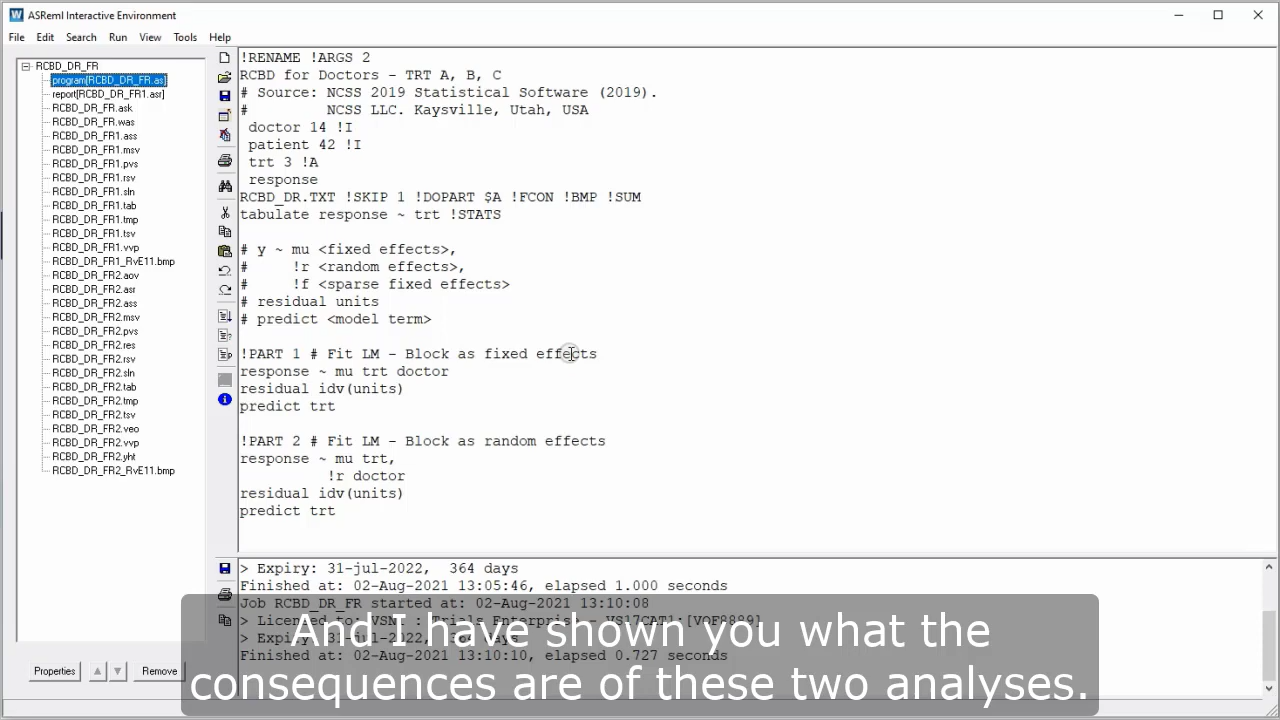 ASReml Interactive Environment
File Edit Search Run View Tools Help
RCBD_DR_FR
program[RCBD_DR_FR.as]
report[RCBD_DR_FR1.asr]
RCBD_DR_FR.ask
RCBD_DR_FR.was
RCBD_DR_FR1.ass
RCBD_DR_FR1.msv
RCBD_DR_FR1.pvs
RCBD_DR_FR1.rsv
RCBD_DR_FR1.sln
RCBD_DR_FR1.tab
RCBD_DR_FR1.tmp
RCBD_DR_FR1.tsv
RCBD_DR_FR1.vvp
RCBD_DR_FR1_RvE11.bmp
RCBD_DR_FR2.aov
RCBD_DR_FR2.asr
RCBD_DR_FR2.ass
RCBD_DR_FR2.msv
RCBD_DR_FR2.pvs
RCBD_DR_FR2.res
RCBD_DR_FR2.rsv
RCBD_DR_FR2.sln
RCBD_DR_FR2.tab
RCBD_DR_FR2.tmp
RCBD_DR_FR2.tsv
RCBD_DR_FR2.veo
RCBD_DR_FR2.vvp
RCBD_DR_FR2.yht
RCBD_DR_FR2_RvE11.bmp
Properties Remove
!RENAME !ARGS 2
RCBD for Doctors - TRT A, B, C
# Source: NCSS 2019 Statistical Software (2019).
# NCSS LLC. Kaysville, Utah, USA
doctor 14 !I
patient 42 !I
trt 3 !A
response
RCBD_DR.TXT !SKIP 1 !DOPART $A !FCON !BMP !SUM
tabulate response ~ trt !STATS
# y ~ mu <fixed effects>,
# !r <random effects>,
# !f <sparse fixed effects>
# residual units
# predict <model term>
!PART 1 # Fit LM - Block as fixed effects
response ~ mu trt doctor
residual idv(units)
predict trt
!PART 2 # Fit LM - Block as random effects
response ~ mu trt,
!r doctor
residual idv(units)
predict trt
> Expiry: 31-jul-2022, 364 days
Finished at: 02-Aug-2021 13:05:46, elapsed 1.000 seconds
Job RCBD_DR_FR started at: 02-Aug-2021 13:10:08
> Licensed to: VSNi
> Expiry: 31-jul-2022, 364 days
Finished at: 02-Aug-2021 13:10:10, elapsed 0.727 seconds
And I have shown you what the
consequences are of these two analyses.